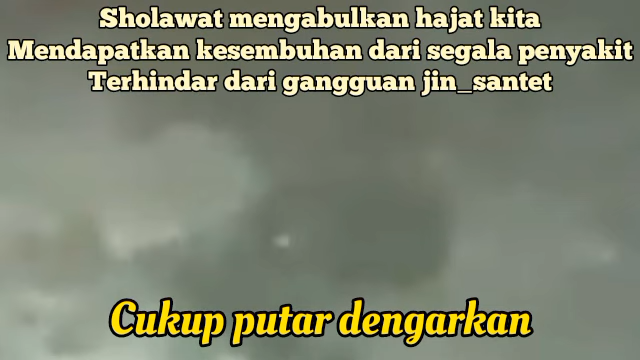 Sholawat mengabulkan hajat kita
Mendapatkan kesembuhan dari segala penyakit
Terhindar dari gangguan jin_santet
Cukup putar dengarkan